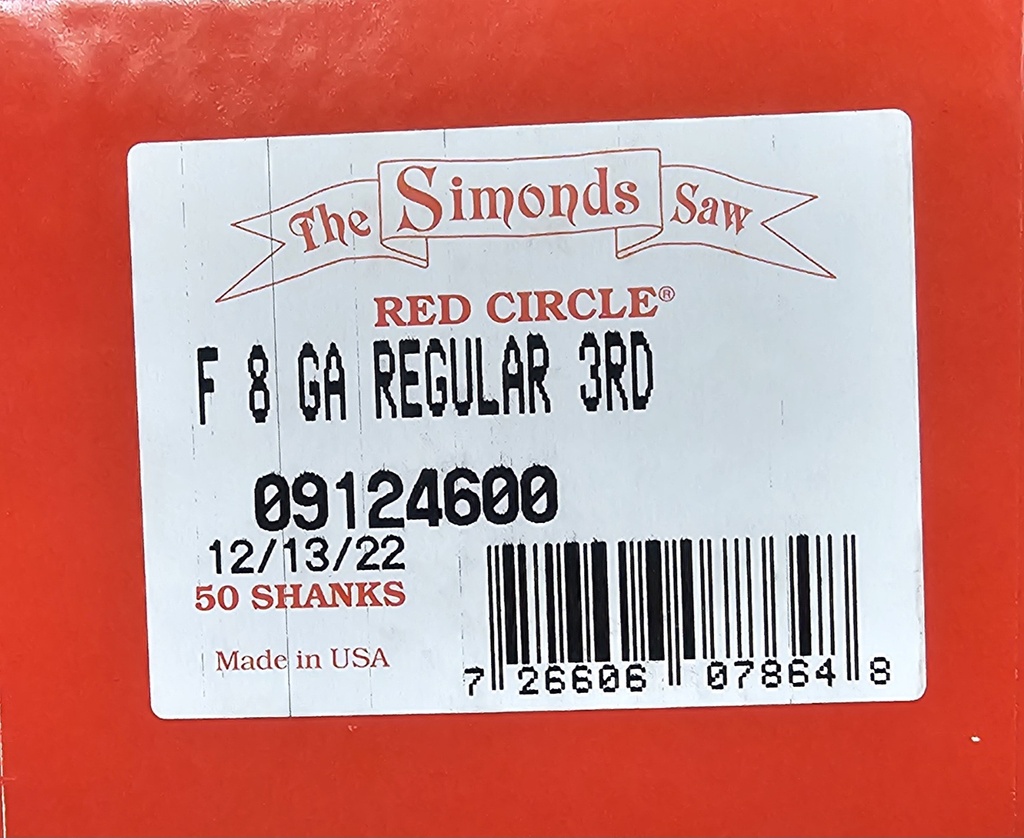 The Simonds Saw
RED CIRCLE®
F 8 GA REGULAR 3RD
09124600
12/13/22
50 SHANKS
Made in USA
7 26606 07864 8